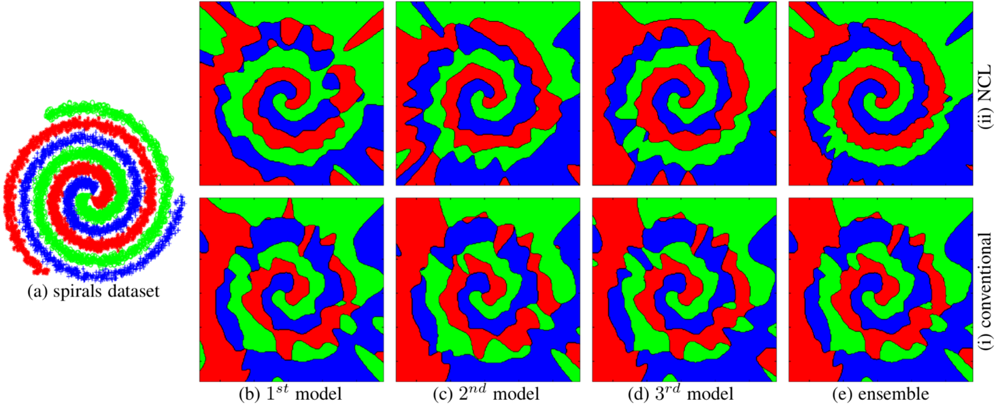 (ii) NCL
(a) spirals dataset
(i) conventional
(b) 1st model
(c) 2nd model
(d) 3rd model
(e) ensemble